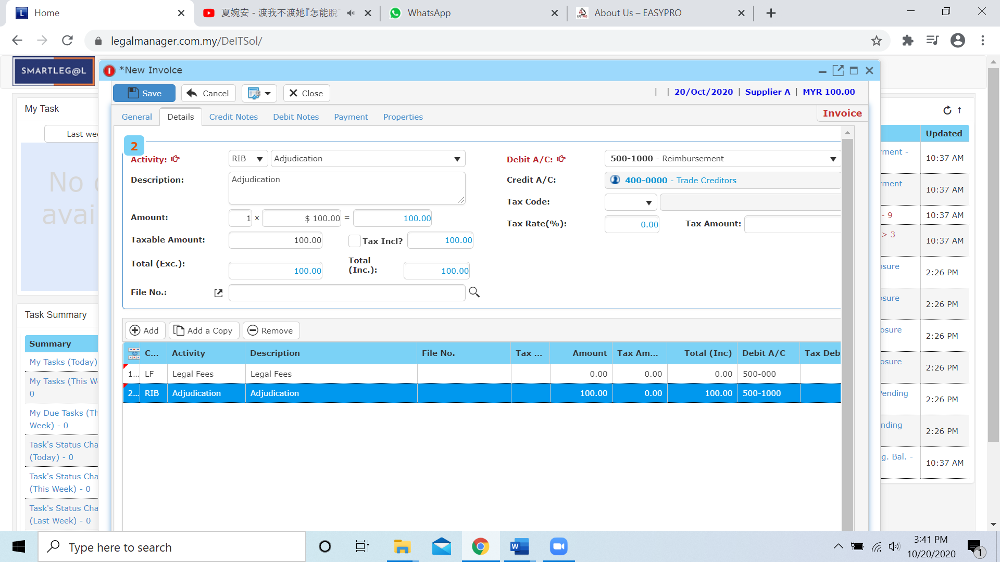 Home
夏婉安 - 渡我不渡她『怎能脫
WhatsApp
About Us – EASYPRO
legalmanager.com.my/DeITSol/
SMARTLEG@L
*New Invoice
Save
Cancel
Close
| | 20/Oct/2020 | Supplier A | MYR 100.00
General
Details
Credit Notes
Debit Notes
Payment
Properties
Invoice
My Task
Last we
No
avai
2
Activity:
RIB
Adjudication
Debit A/C:
500-1000 - Reimbursement
Description:
Adjudication
Credit A/C:
400-0000 - Trade Creditors
Tax Code:
Amount:
1 x $ 100.00 = 100.00
Tax Rate(%):
0.00
Tax Amount:
Taxable Amount:
100.00
Tax Incl?
100.00
Total (Exc.):
100.00
Total
(Inc.):
100.00
File No.:
Add
Add a Copy
Remove
C... Activity Description File No. Tax ... Amount Tax Am... Total (Inc) Debit A/C Tax Deb
1... LF Legal Fees Legal Fees 0.00 0.00 0.00 500-000
2... RIB Adjudication Adjudication 100.00 0.00 100.00 500-1000
Task Summary
Summary
My Tasks (Today)
My Tasks (This W
0
My Due Tasks (Th
Week) - 0
Task's Status Cha
(Today) - 0
Task's Status Cha
(This Week) - 0
Task's Status Cha
(Last Week) - 0
Updated
ment -
10:37 AM
ment
10:37 AM
- 9
10:37 AM
> 3
10:37 AM
osure
2:26 PM
osure
2:26 PM
osure
2:26 PM
osure
2:26 PM
Pending
2:26 PM
nding
2:26 PM
g. Bal. -
10:37 AM
Type here to search
3:41 PM
10/20/2020
1